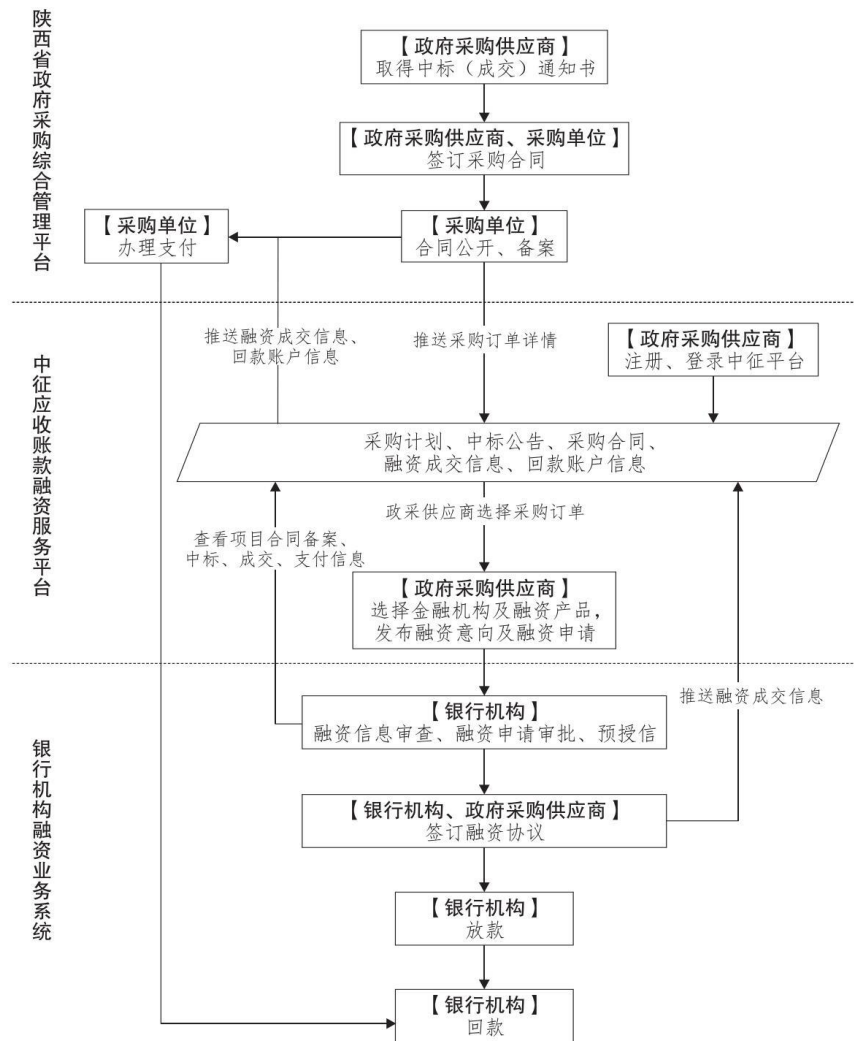 陕西省政府采购综合管理平台
【政府采购供应商】
取得中标（成交）通知书
【政府采购供应商、采购单位】
签订采购合同
【采购单位】
办理支付
【采购单位】
合同公开、备案
中征应收账款融资服务平台
推送融资成交信息、
回款账户信息
推送采购订单详情
【政府采购供应商】
注册、登录中征平台
采购计划、中标公告、采购合同、
融资成交信息、回款账户信息
查看项目合同备案、
中标、成交、支付信息
政采供应商选择采购订单
【政府采购供应商】
选择金融机构及融资产品，
发布融资意向及融资申请
银行机构融资业务系统
【银行机构】
融资信息审查、融资申请审批、预授信
推送融资成交信息
【银行机构、政府采购供应商】
签订融资协议
【银行机构】
放款
【银行机构】
回款